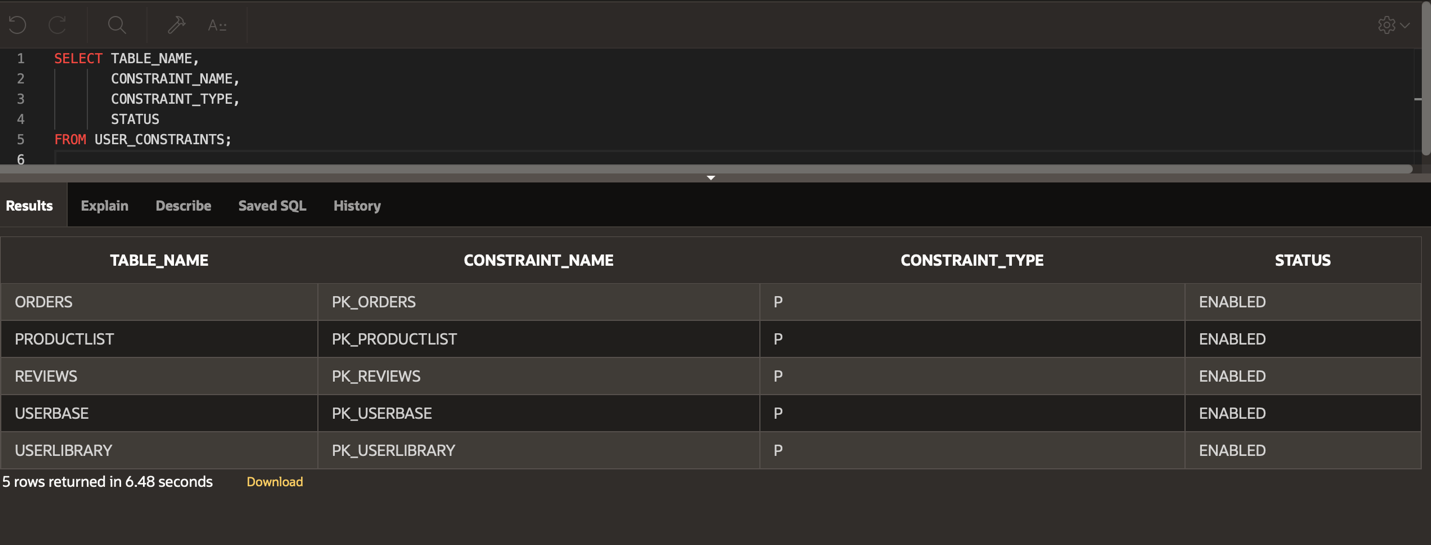 A::
1 SELECT TABLE_NAME,
2 CONSTRAINT_NAME,
3 CONSTRAINT_TYPE,
4 STATUS
5 FROM USER_CONSTRAINTS;
6
Results Explain Describe Saved SQL History
TABLE_NAME CONSTRAINT_NAME CONSTRAINT_TYPE STATUS
ORDERS PK_ORDERS P ENABLED
PRODUCTLIST PK_PRODUCTLIST P ENABLED
REVIEWS PK_REVIEWS P ENABLED
USERBASE PK_USERBASE P ENABLED
USERLIBRARY PK_USERLIBRARY P ENABLED
5 rows returned in 6.48 seconds Download